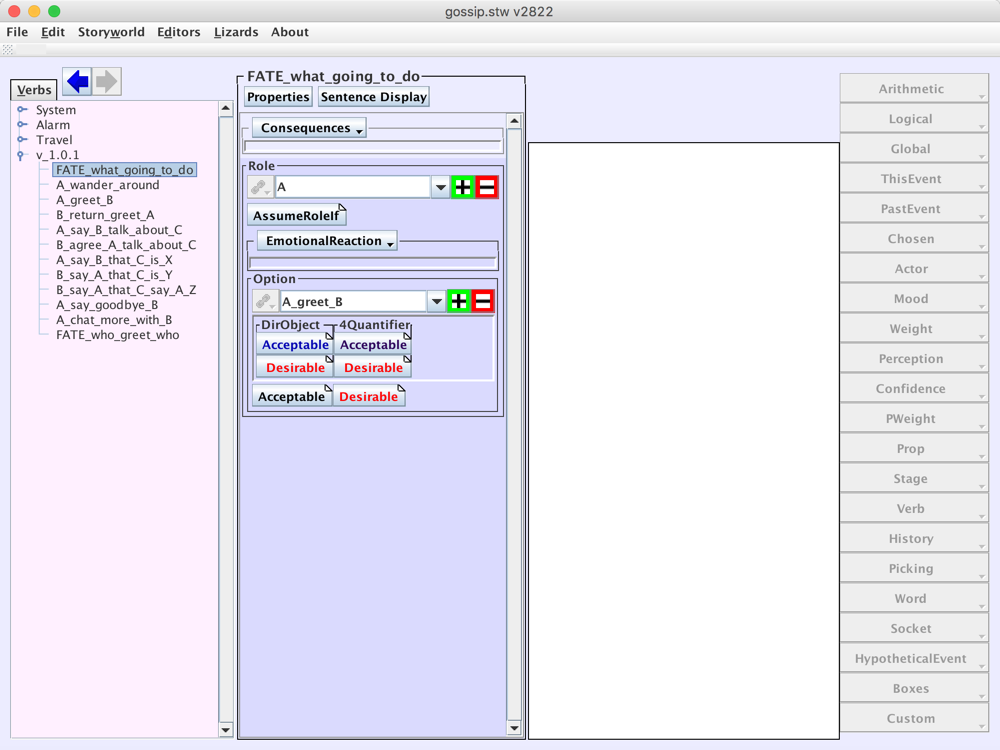 gossip.stw v2822
File Edit Storyworld Editors Lizards About
Verbs
System
Alarm
Travel
v_1.0.1
FATE_what_going_to_do
A_wander_around
A_greet_B
B_return_greet_A
A_say_B_talk_about_C
B_agree_A_talk_about_C
A_say_B_that_C_is_X
B_say_A_that_C_is_Y
B_say_A_that_C_say_A_Z
A_say_goodbye_B
A_chat_more_with_B
FATE_who_greet_who
FATE_what_going_to_do
Properties Sentence Display
Consequences
Role
A
AssumeRoleIf
EmotionalReaction
Option
A_greet_B
DirObject 4Quantifier
Acceptable Acceptable
Desirable Desirable
Acceptable Desirable
Arithmetic
Logical
Global
ThisEvent
PastEvent
Chosen
Actor
Mood
Weight
Perception
Confidence
PWeight
Prop
Stage
Verb
History
Picking
Word
Socket
HypotheticalEvent
Boxes
Custom